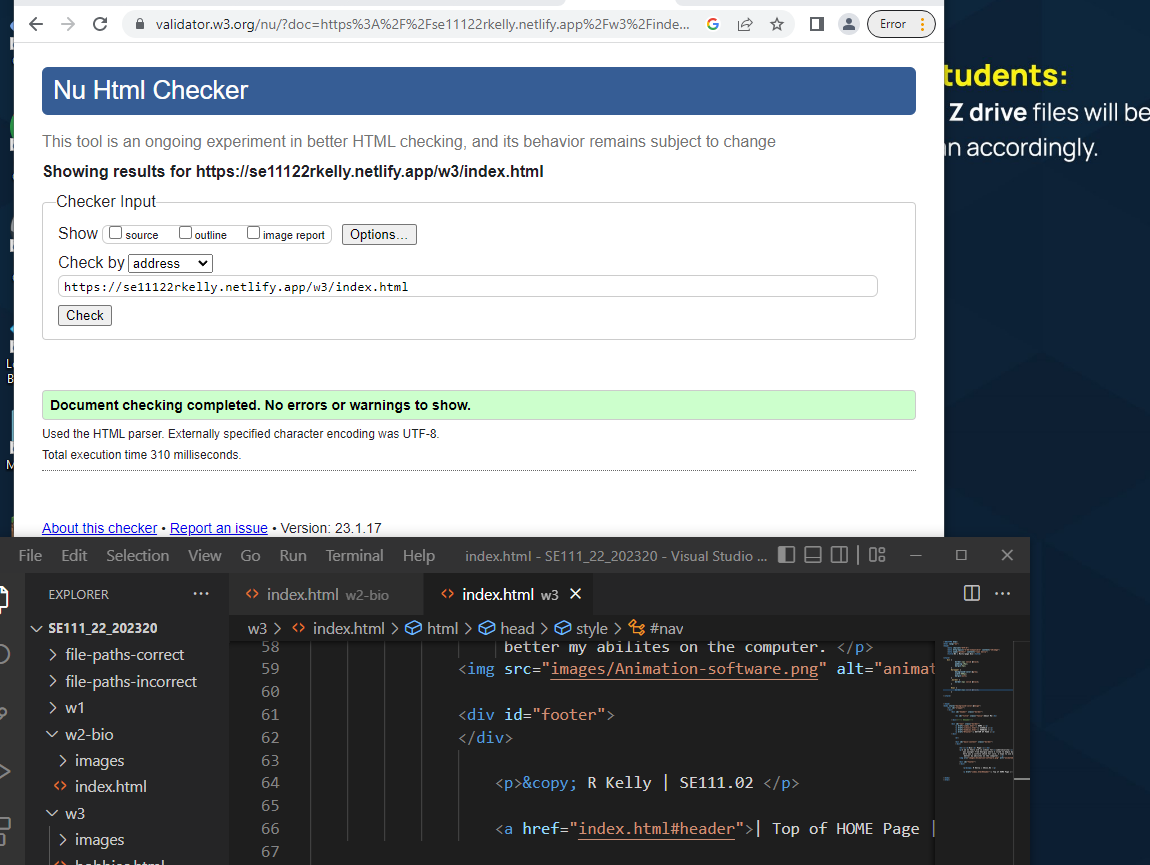 validator.w3.org/nu/?doc=https%3A%2F%2Fse11122rkelly.netlify.app%2Fw3%2Finde...
Error
Nu Html Checker
This tool is an ongoing experiment in better HTML checking, and its behavior remains subject to change
Showing results for https://se11122rkelly.netlify.app/w3/index.html
Checker Input
Show source outline image report Options...
Check by address
https://se11122rkelly.netlify.app/w3/index.html
Check
Document checking completed. No errors or warnings to show.
Used the HTML parser. Externally specified character encoding was UTF-8.
Total execution time 310 milliseconds.
About this checker • Report an issue • Version: 23.1.17
tudents:
Z drive files will be
n accordingly.
File Edit Selection View Go Run Terminal Help index.html - SE111_22_202320 - Visual Studio ...
EXPLORER ...
index.html w2-bio
index.html w3
SE111_22_202320
file-paths-correct
file-paths-incorrect
w1
w2-bio
images
index.html
w3
images
hobbies.html
w3 > index.html > html > head > style > #nav
58 better my abilites on the computer. </p>
59 <img src="images/Animation-software.png" alt="animat
60
61 <div id="footer">
62 </div>
63
64 <p>&copy; R Kelly | SE111.02 </p>
65
66 <a href="index.html#header">| Top of HOME Page |
67